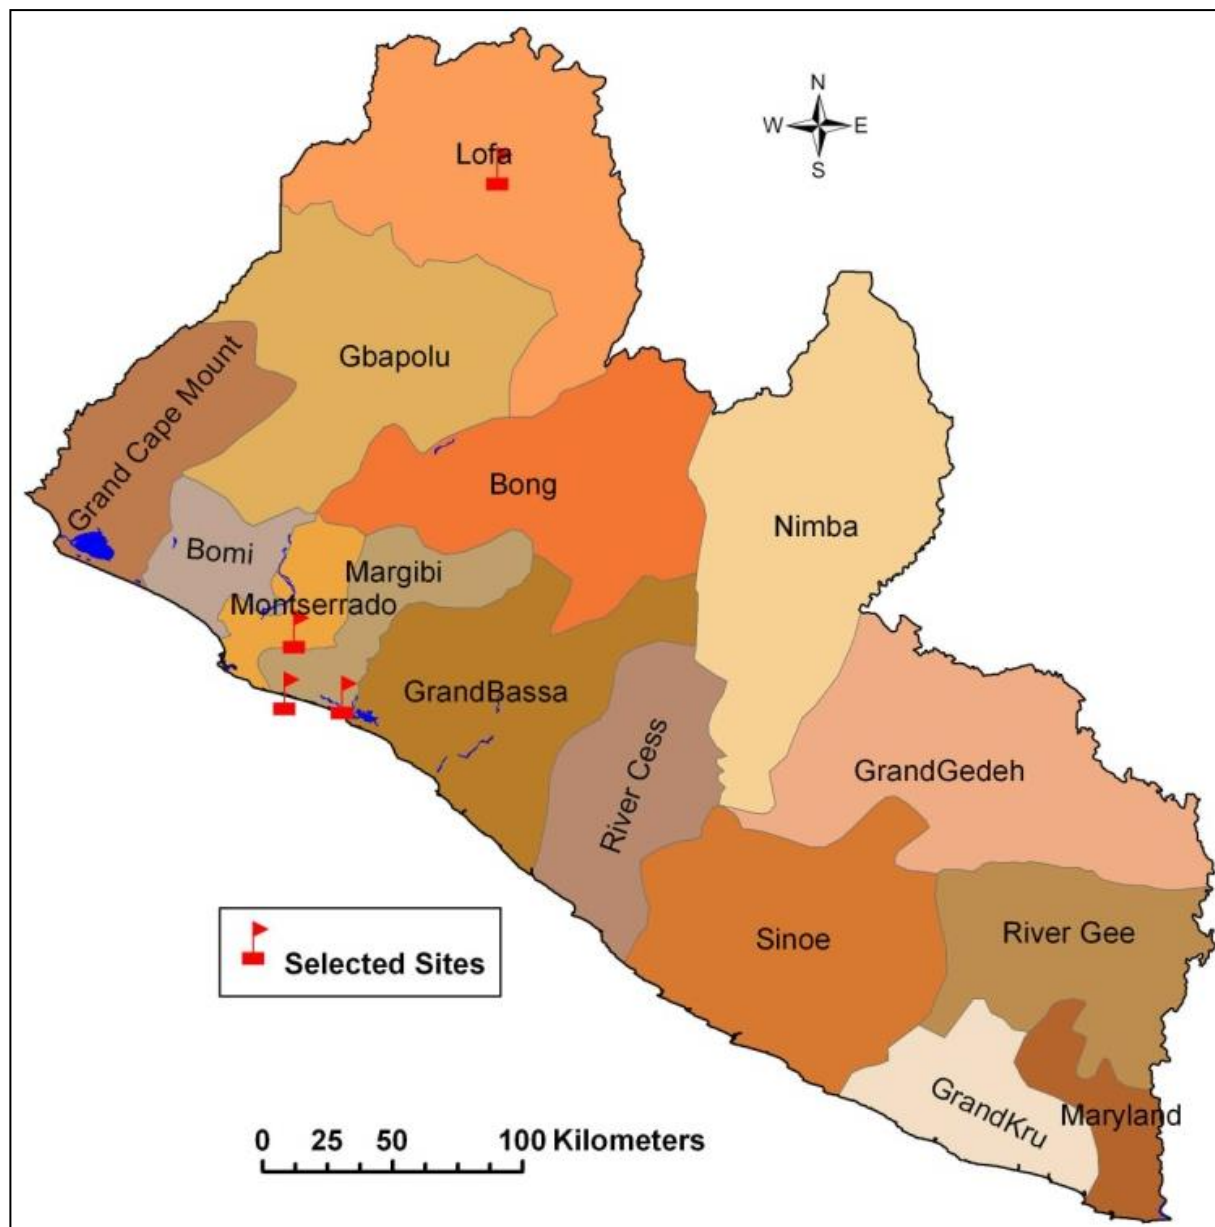 N
W E
S
Lofa
Gbapolu
Grand Cape Mount
Bong
Nimba
Bomi
Margibi
Montserrado
GrandBassa
River Cess
GrandGedeh
Sinoe
River Gee
GrandKru
Maryland
Selected Sites
0 25 50 100 Kilometers